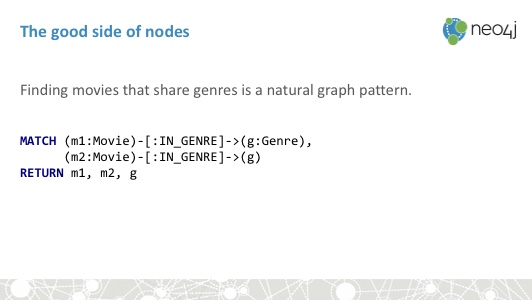 The good side of nodes
neo4j
Finding movies that share genres is a natural graph pattern.
MATCH (m1:Movie)-[:IN_GENRE]->(g:Genre),
(m2:Movie)-[:IN_GENRE]->(g)
RETURN m1, m2, g